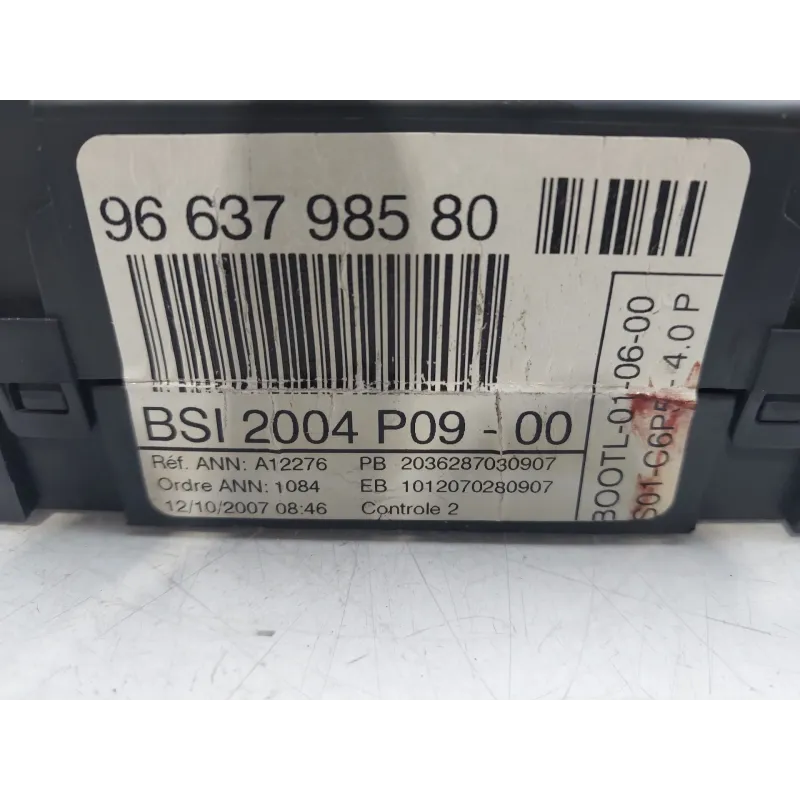 96 637 985 80
BSI 2004 P09 - 00
Réf. ANN: A12276 PB 2036287030907
Ordre ANN: 1084 EB 1012070280907
12/10/2007 08:46 Controle 2
BOOTL-01-06-00
- 4.0 P